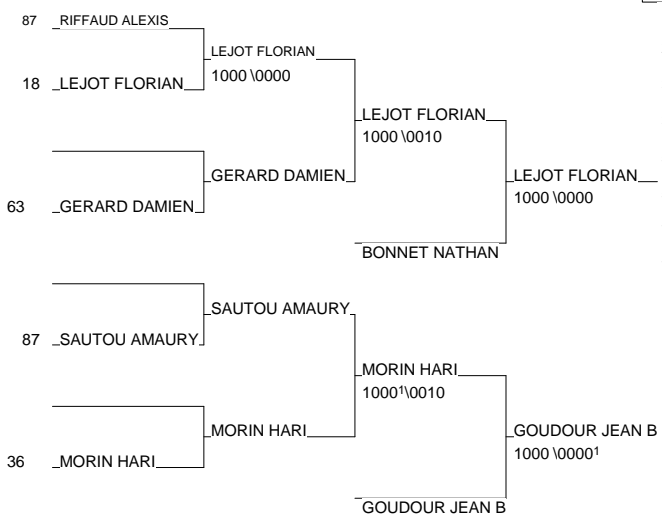 87 RIFFAUD ALEXIS
LEJOT FLORIAN
1000 \0000
18 LEJOT FLORIAN
LEJOT FLORIAN
1000 \0010
GERARD DAMIEN
LEJOT FLORIAN
1000 \0000
63 GERARD DAMIEN
BONNET NATHAN
SAUTOU AMAURY
87 SAUTOU AMAURY
MORIN HARI
1000¹\0010
MORIN HARI
GOUDOUR JEAN B
1000 \0000¹
36 MORIN HARI
GOUDOUR JEAN B